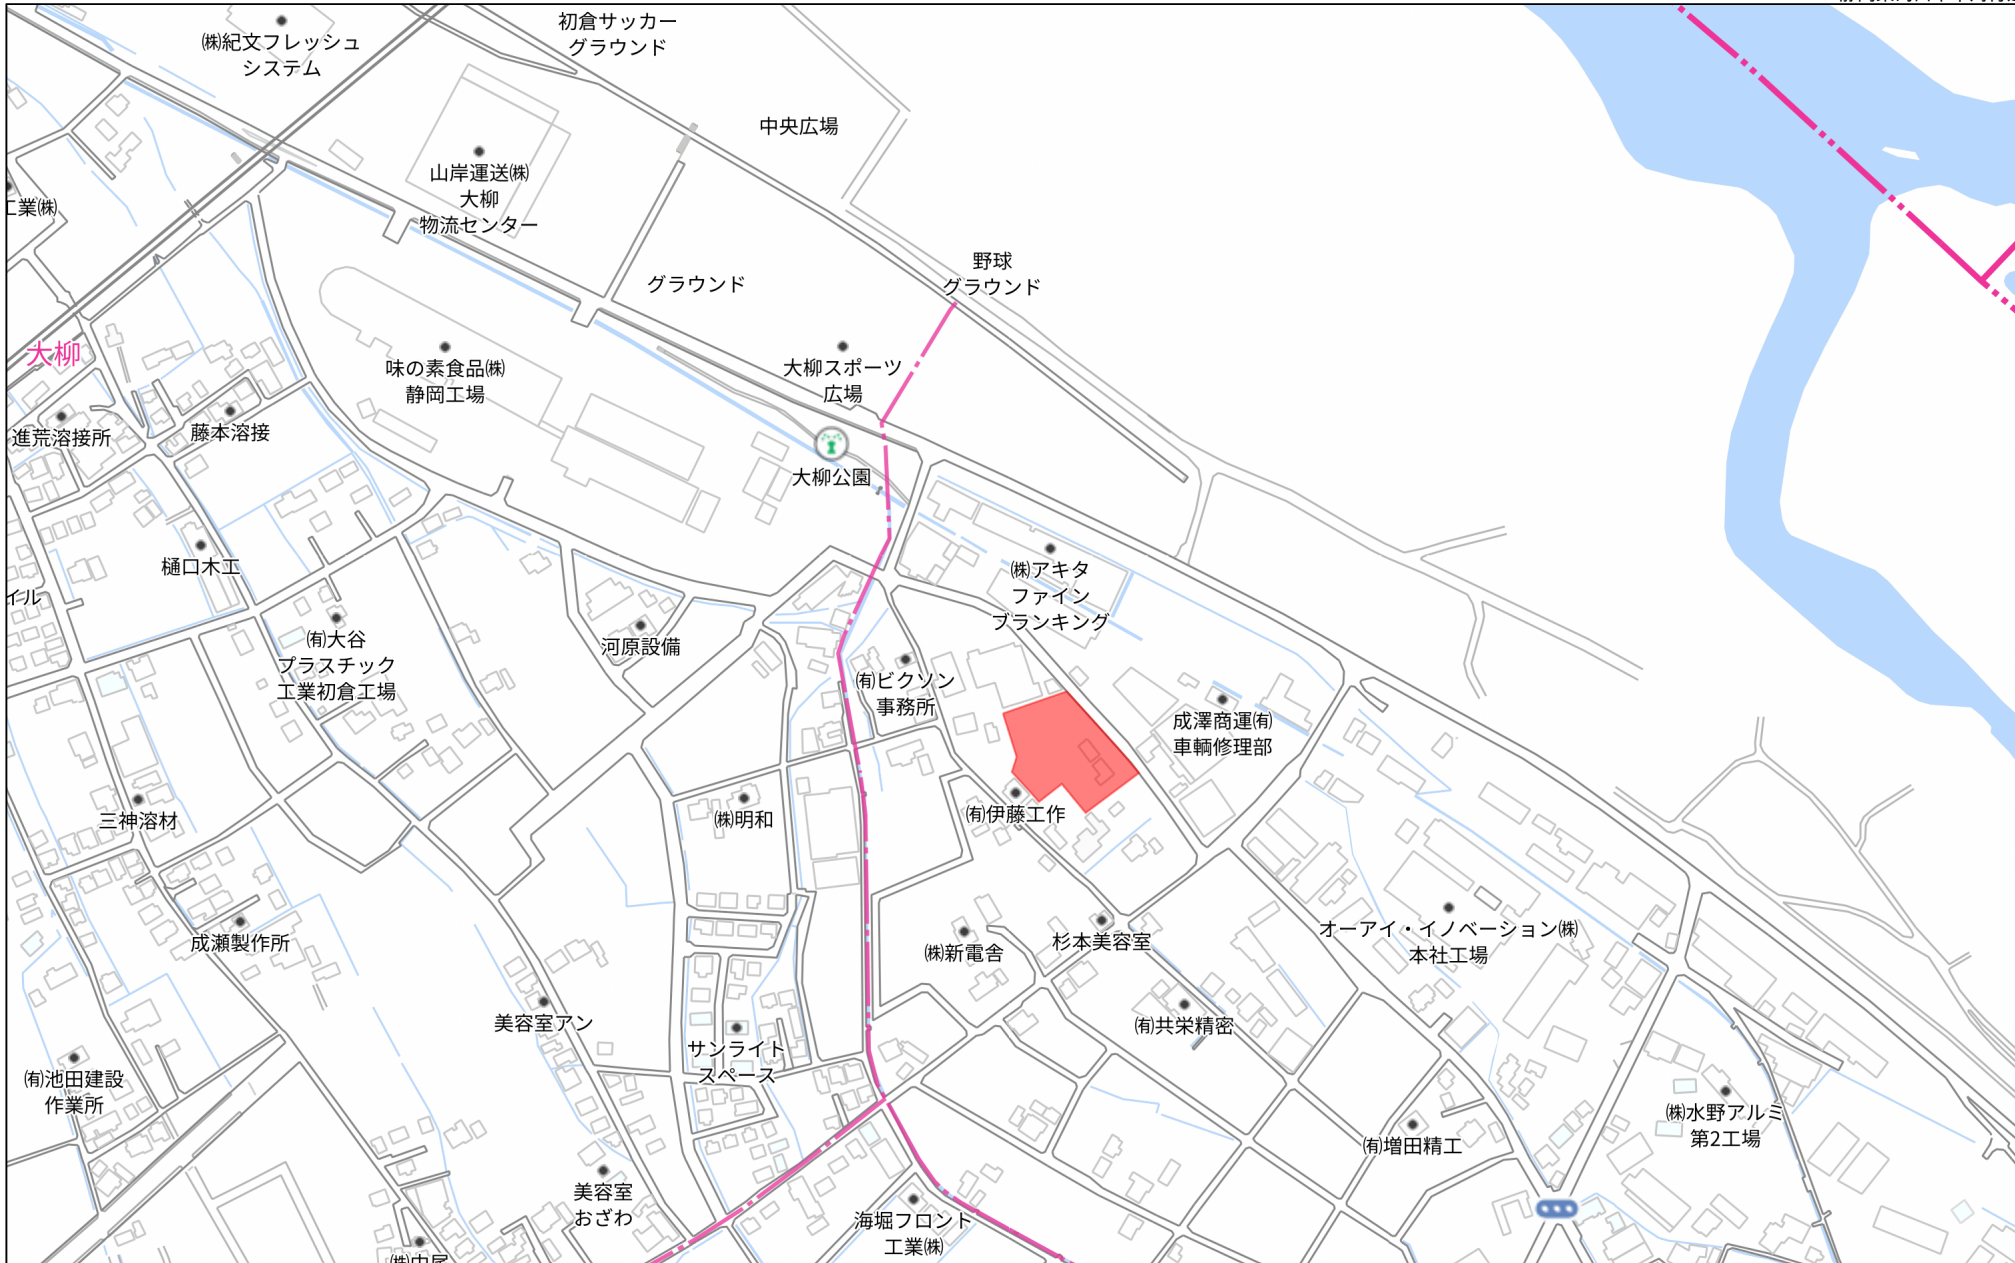 ㈱紀文フレッシュ
システム
初倉サッカー
グラウンド
中央広場
山岸運送㈱
大柳
物流センター
工業㈱
野球
グラウンド
グラウンド
大柳
味の素食品㈱
静岡工場
大柳スポーツ
広場
進荒溶接所
藤本溶接
大柳公園
樋口木工
イル
㈱アキタ
ファイン
ブランキング
㈲大谷
プラスチック
工業初倉工場
河原設備
㈲ビクソン
事務所
成澤商運㈲
車輌修理部
三神溶材
㈱明和
㈲伊藤工作
成瀬製作所
㈱新電舎
杉本美容室
オーアイ・イノベーション㈱
本社工場
美容室アン
㈲共栄精密
サンライト
スペース
㈲池田建設
作業所
㈱水野アルミ
第2工場
㈲増田精工
美容室
おざわ
海堀フロント
工業㈱